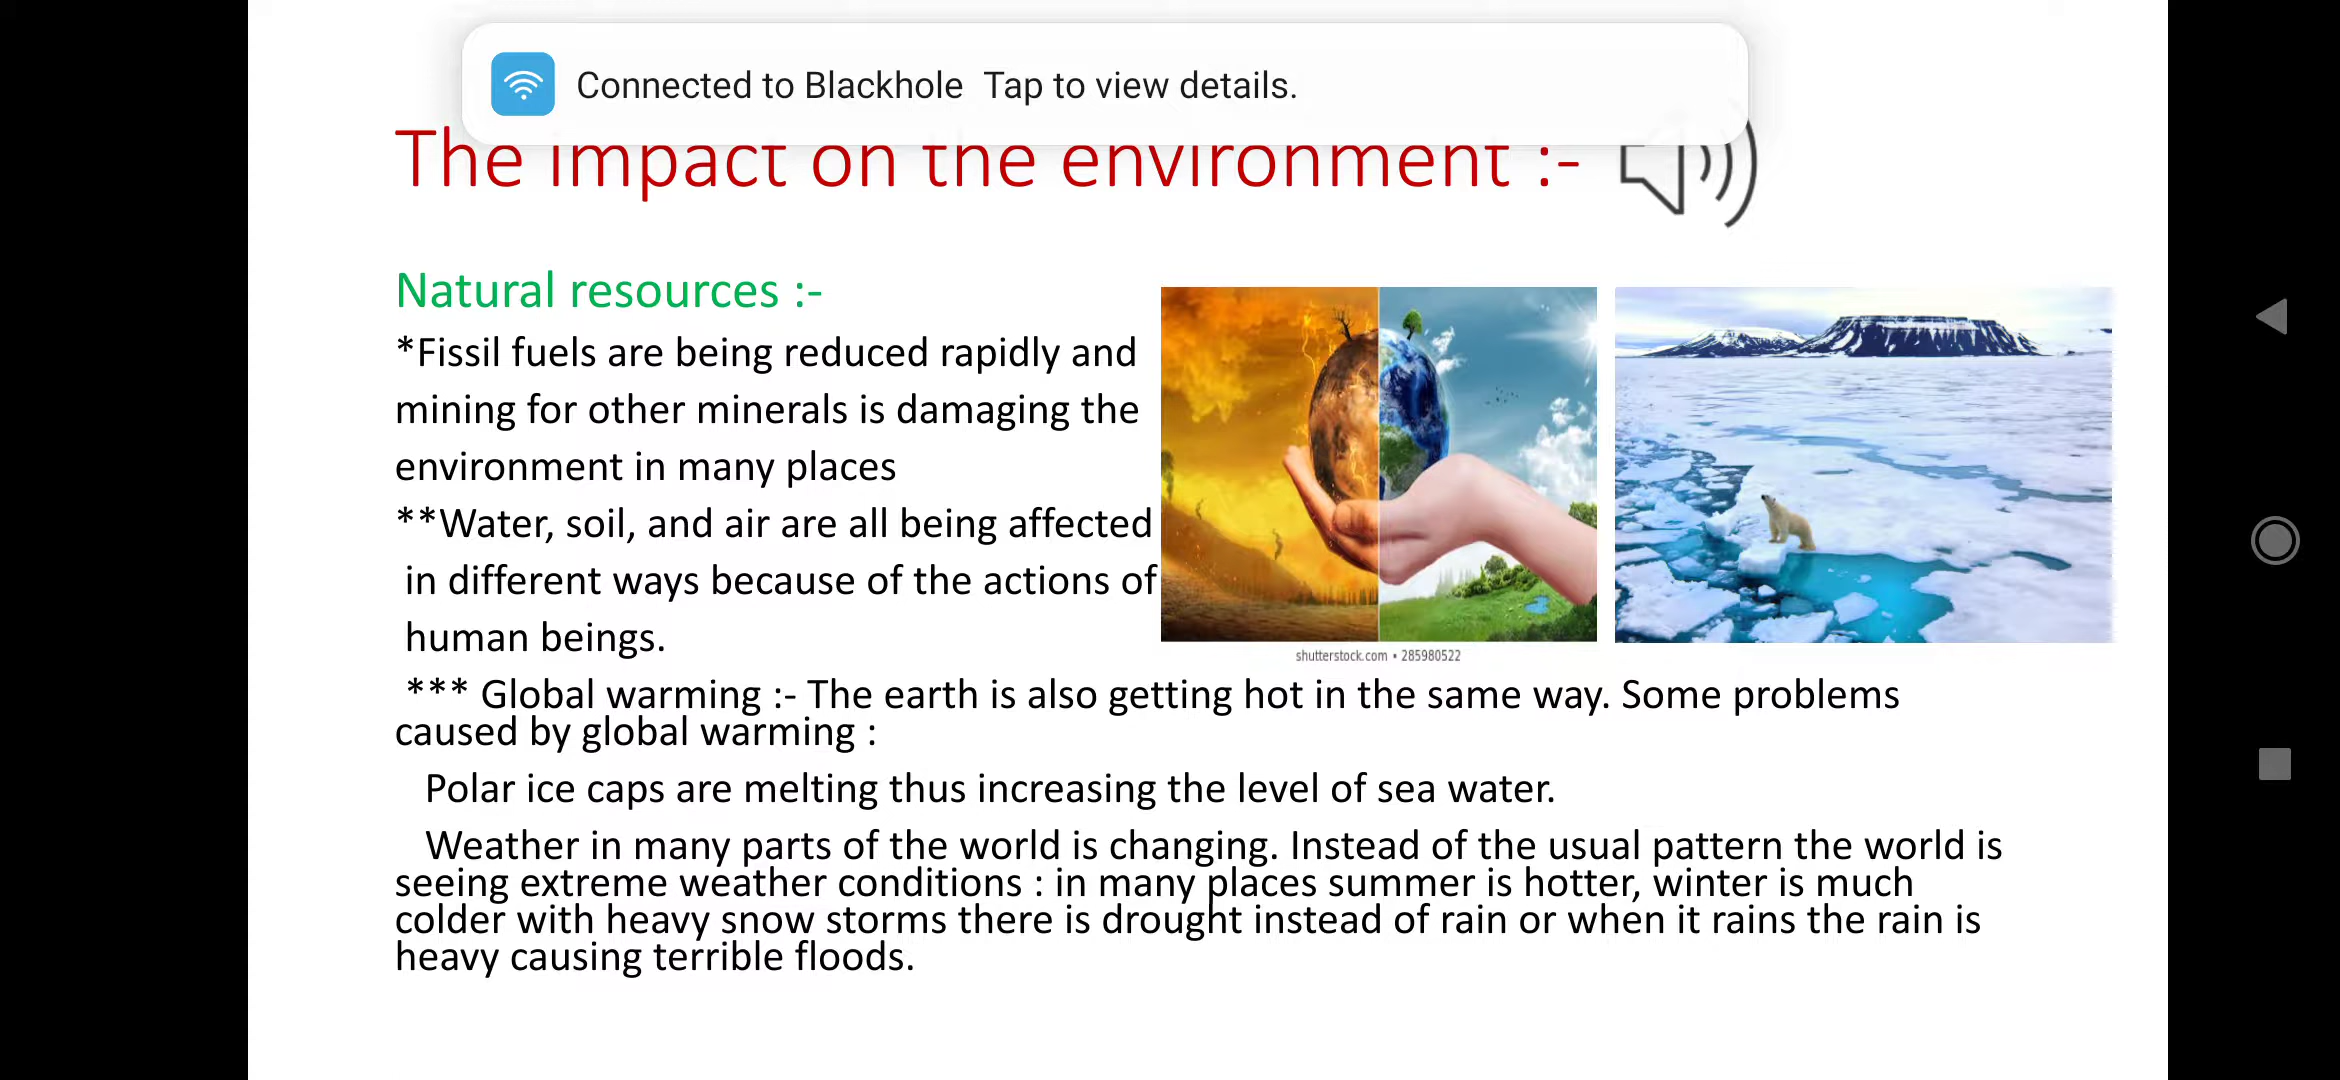 Connected to Blackhole Tap to view details.
The impact on the environment :-
Natural resources :-
*Fissil fuels are being reduced rapidly and
mining for other minerals is damaging the
environment in many places
**Water, soil, and air are all being affected
in different ways because of the actions of
human beings.
shutterstock.com • 285980522
*** Global warming :- The earth is also getting hot in the same way. Some problems
caused by global warming :
Polar ice caps are melting thus increasing the level of sea water.
Weather in many parts of the world is changing. Instead of the usual pattern the world is
seeing extreme weather conditions : in many places summer is hotter, winter is much
colder with heavy snow storms there is drought instead of rain or when it rains the rain is
heavy causing terrible floods.